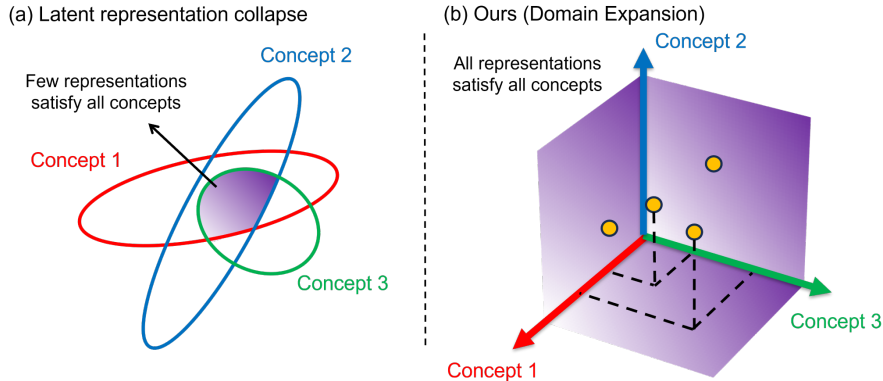 (a) Latent representation collapse
Concept 2
Few representations
satisfy all concepts
Concept 1
Concept 3
(b) Ours (Domain Expansion)
Concept 2
All representations
satisfy all concepts
Concept 3
Concept 1